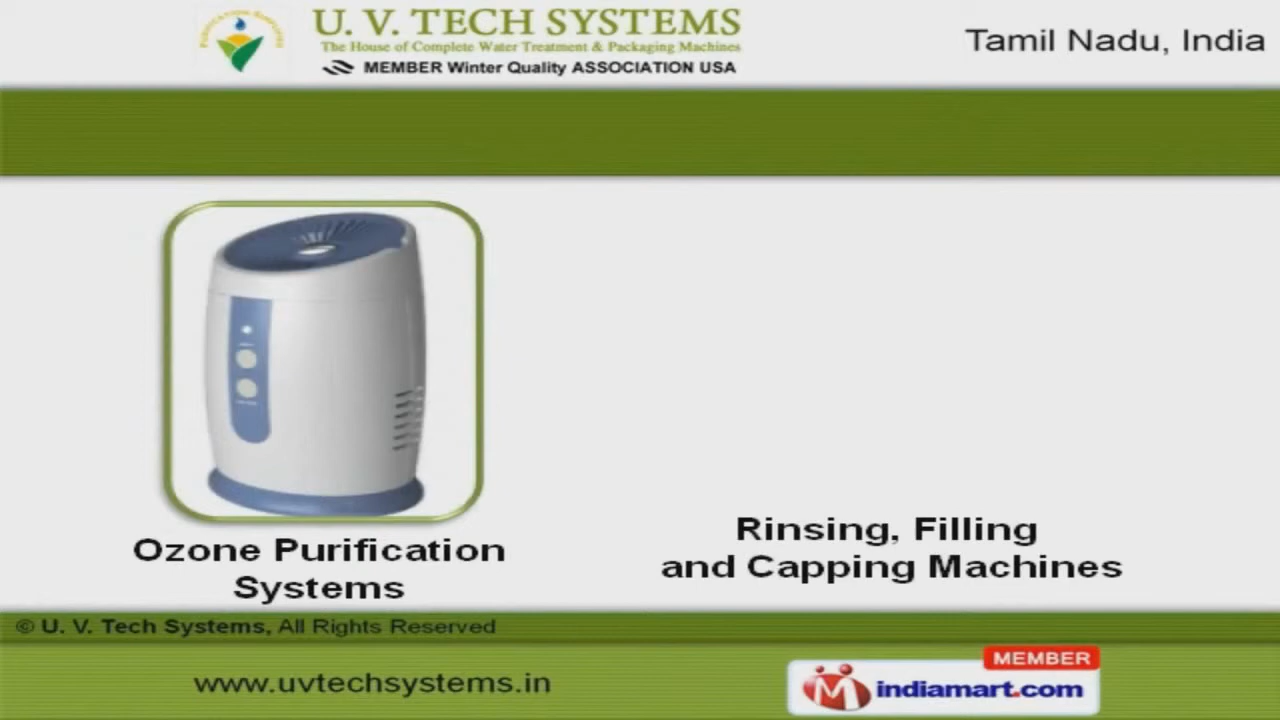 U. V. TECH SYSTEMS
The House of Complete Water Treatment & Packaging Machines
MEMBER Winter Quality ASSOCIATION USA
Tamil Nadu, India
Ozone Purification
Systems
Rinsing, Filling
and Capping Machines
© U. V. Tech Systems, All Rights Reserved
www.uvtechsystems.in
MEMBER
indiamart.com